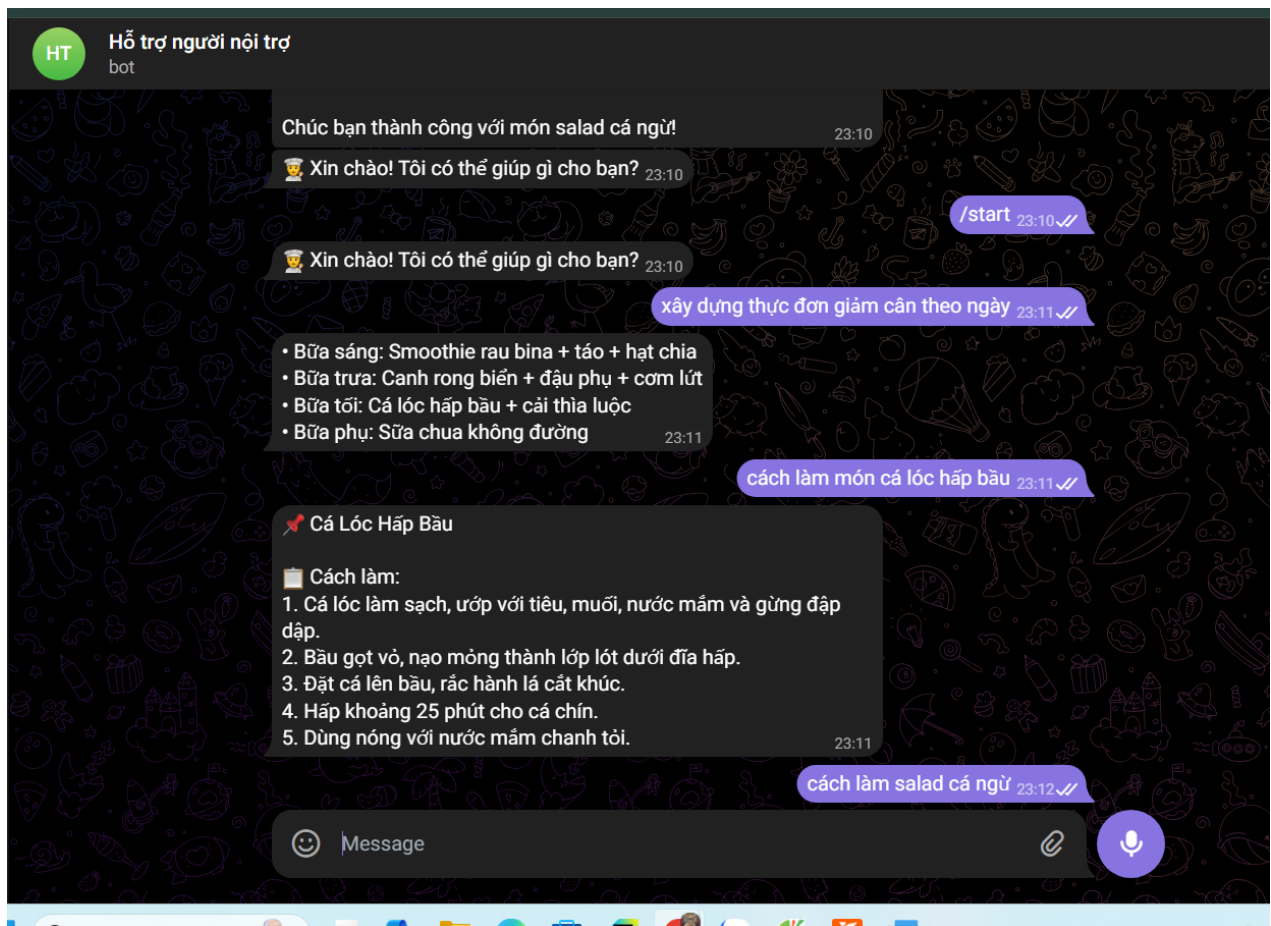 HT
Hỗ trợ người nội trợ
bot
Chúc bạn thành công với món salad cá ngừ!
23:10
👨‍🍳 Xin chào! Tôi có thể giúp gì cho bạn? 23:10
/start 23:10
👨‍🍳 Xin chào! Tôi có thể giúp gì cho bạn? 23:10
xây dựng thực đơn giảm cân theo ngày 23:11
• Bữa sáng: Smoothie rau bina + táo + hạt chia
• Bữa trưa: Canh rong biển + đậu phụ + cơm lứt
• Bữa tối: Cá lóc hấp bầu + cải thìa luộc
• Bữa phụ: Sữa chua không đường
23:11
cách làm món cá lóc hấp bầu 23:11
📌 Cá Lóc Hấp Bầu
📋 Cách làm:
1. Cá lóc làm sạch, ướp với tiêu, muối, nước mắm và gừng đập
dập.
2. Bầu gọt vỏ, nạo mỏng thành lớp lót dưới đĩa hấp.
3. Đặt cá lên bầu, rắc hành lá cắt khúc.
4. Hấp khoảng 25 phút cho cá chín.
5. Dùng nóng với nước mắm chanh tỏi.
23:11
cách làm salad cá ngừ 23:12
Message